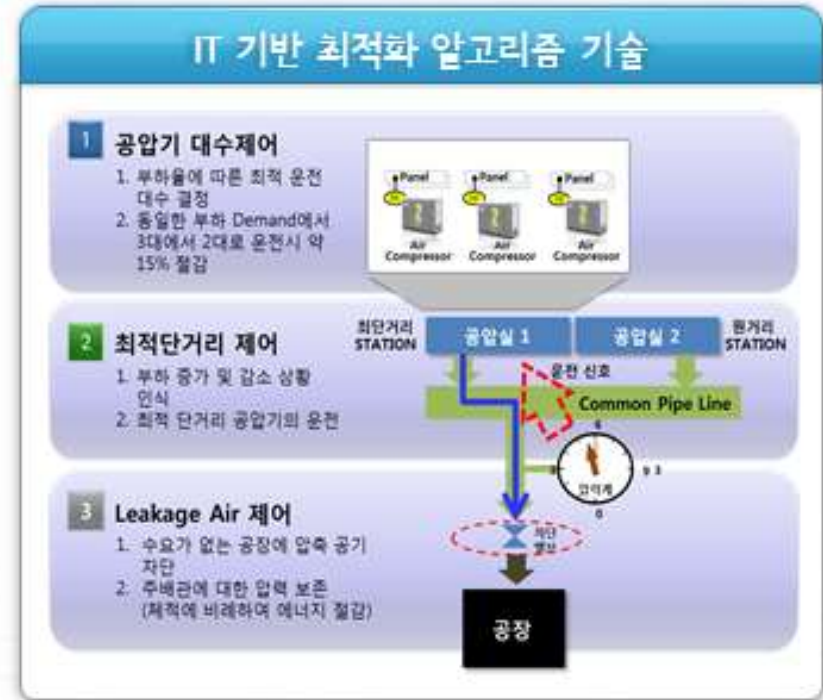 IT 기반 최적화 알고리즘 기술
1 공압기 대수제어
1. 부하율에 따른 최적 운전
대수 결정
2. 동일한 부하 Demand에서
3대에서 2대로 운전시 약
15% 절감
Panel
Panel
Panel
Air
Compressor
Air
Compressor
Air
Compressor
2 최적단거리 제어
1. 부하 증가 및 감소 상황
인식
2. 최적 단거리 공압기의 운전
최단거리
STATION
공압실 1
공압실 2
원거리
STATION
운전 신호
Common Pipe Line
6
9 3
압력계
0
3 Leakage Air 제어
1. 수요가 없는 공장에 압축 공기
차단
2. 주배관에 대한 압력 보존
(체적에 비례하여 에너지 절감)
차단
밸브
공장